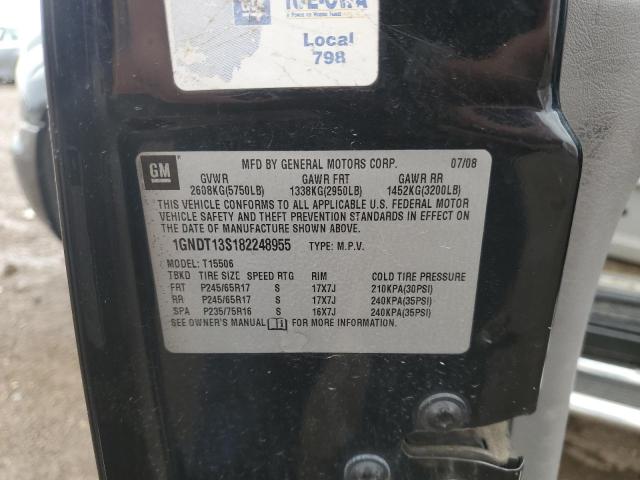 GM
Local
798
GM
MFD BY GENERAL MOTORS CORP. 07/08
GVWR GAWR FRT GAWR RR
2608KG(5750LB) 1338KG(2950LB) 1452KG(3200LB)
THIS VEHICLE CONFORMS TO ALL APPLICABLE U.S. FEDERAL MOTOR
VEHICLE SAFETY AND THEFT PREVENTION STANDARDS IN EFFECT ON
THE DATE OF MANUFACTURE SHOWN ABOVE.
1GNDT13S182248955 TYPE: M.P.V.
MODEL: T15506
TBKD TIRE SIZE SPEED RTG RIM COLD TIRE PRESSURE
FRT P245/65R17 S 17X7J 210KPA(30PSI)
RR P245/65R17 S 17X7J 240KPA(35PSI)
SPA P235/75R16 S 16X7J 240KPA(35PSI)
SEE OWNER'S MANUAL FOR MORE INFORMATION.